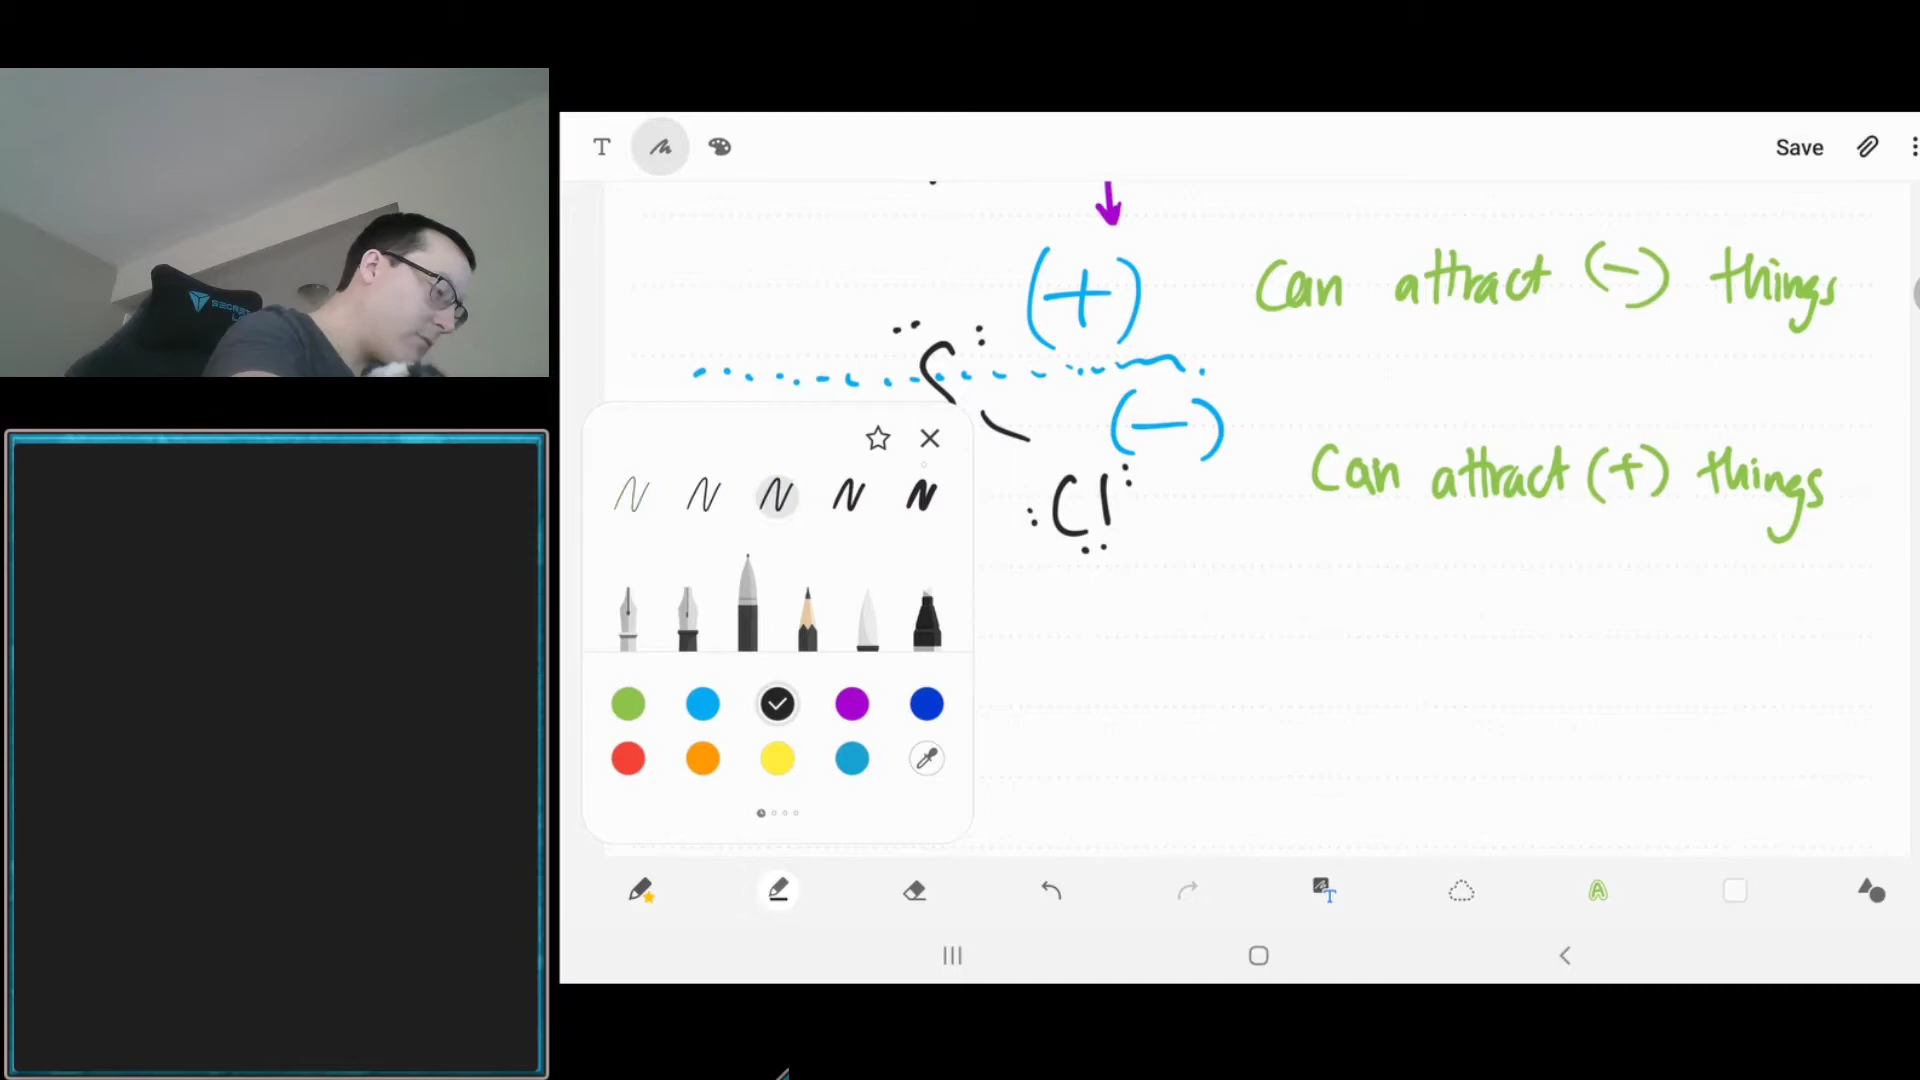 T Save
(+) Can attract (-) things
S
(-)
Can attract (+) things
Cl